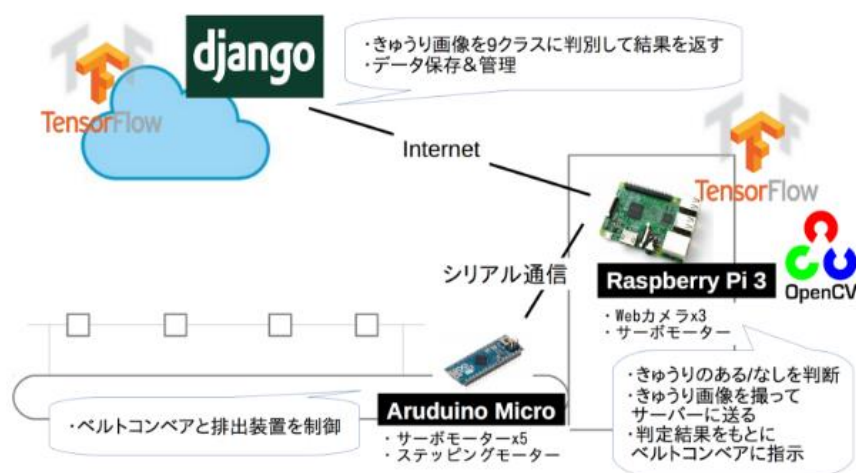 django
・きゅうり画像を9クラスに判別して結果を返す
・データ保存&管理
TensorFlow
Internet
TensorFlow
シリアル通信
Raspberry Pi 3
OpenCV
・Webカメラx3
・サーボモーター
・きゅうりのある/なしを判断
・きゅうり画像を撮って
サーバーに送る
・判定結果をもとに
ベルトコンベアに指示
・ベルトコンベアと排出装置を制御
Aruduino Micro
・サーボモーターx5
・ステッピングモーター